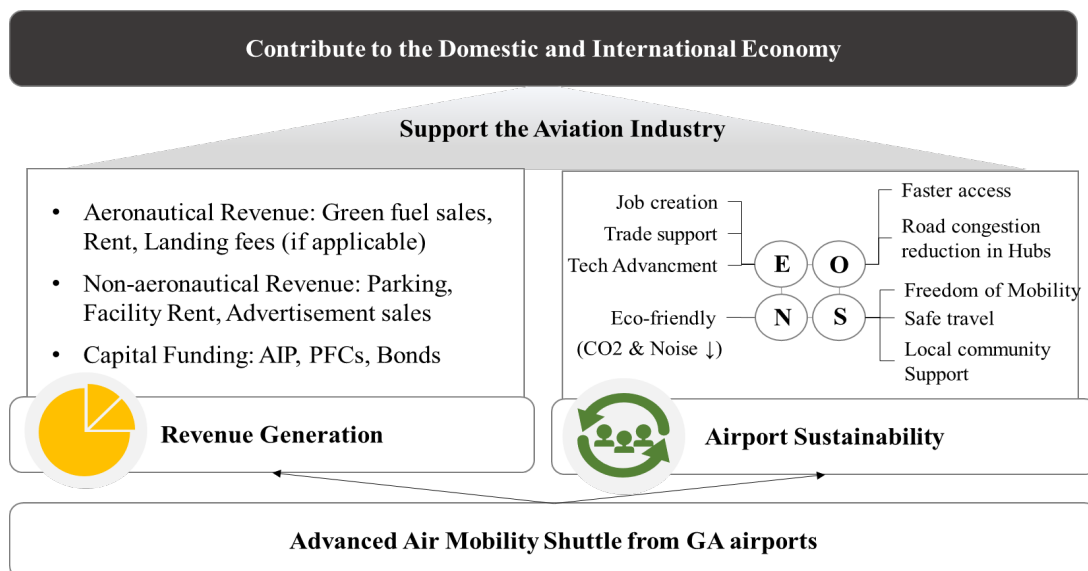 Contribute to the Domestic and International Economy
Support the Aviation Industry
• Aeronautical Revenue: Green fuel sales,
Rent, Landing fees (if applicable)
• Non-aeronautical Revenue: Parking,
Facility Rent, Advertisement sales
• Capital Funding: AIP, PFCs, Bonds
Revenue Generation
Job creation
Trade support
Tech Advancment
Eco-friendly
(CO2 & Noise ↓)
E O
N S
Faster access
Road congestion
reduction in Hubs
Freedom of Mobility
Safe travel
Local community
Support
Airport Sustainability
Advanced Air Mobility Shuttle from GA airports